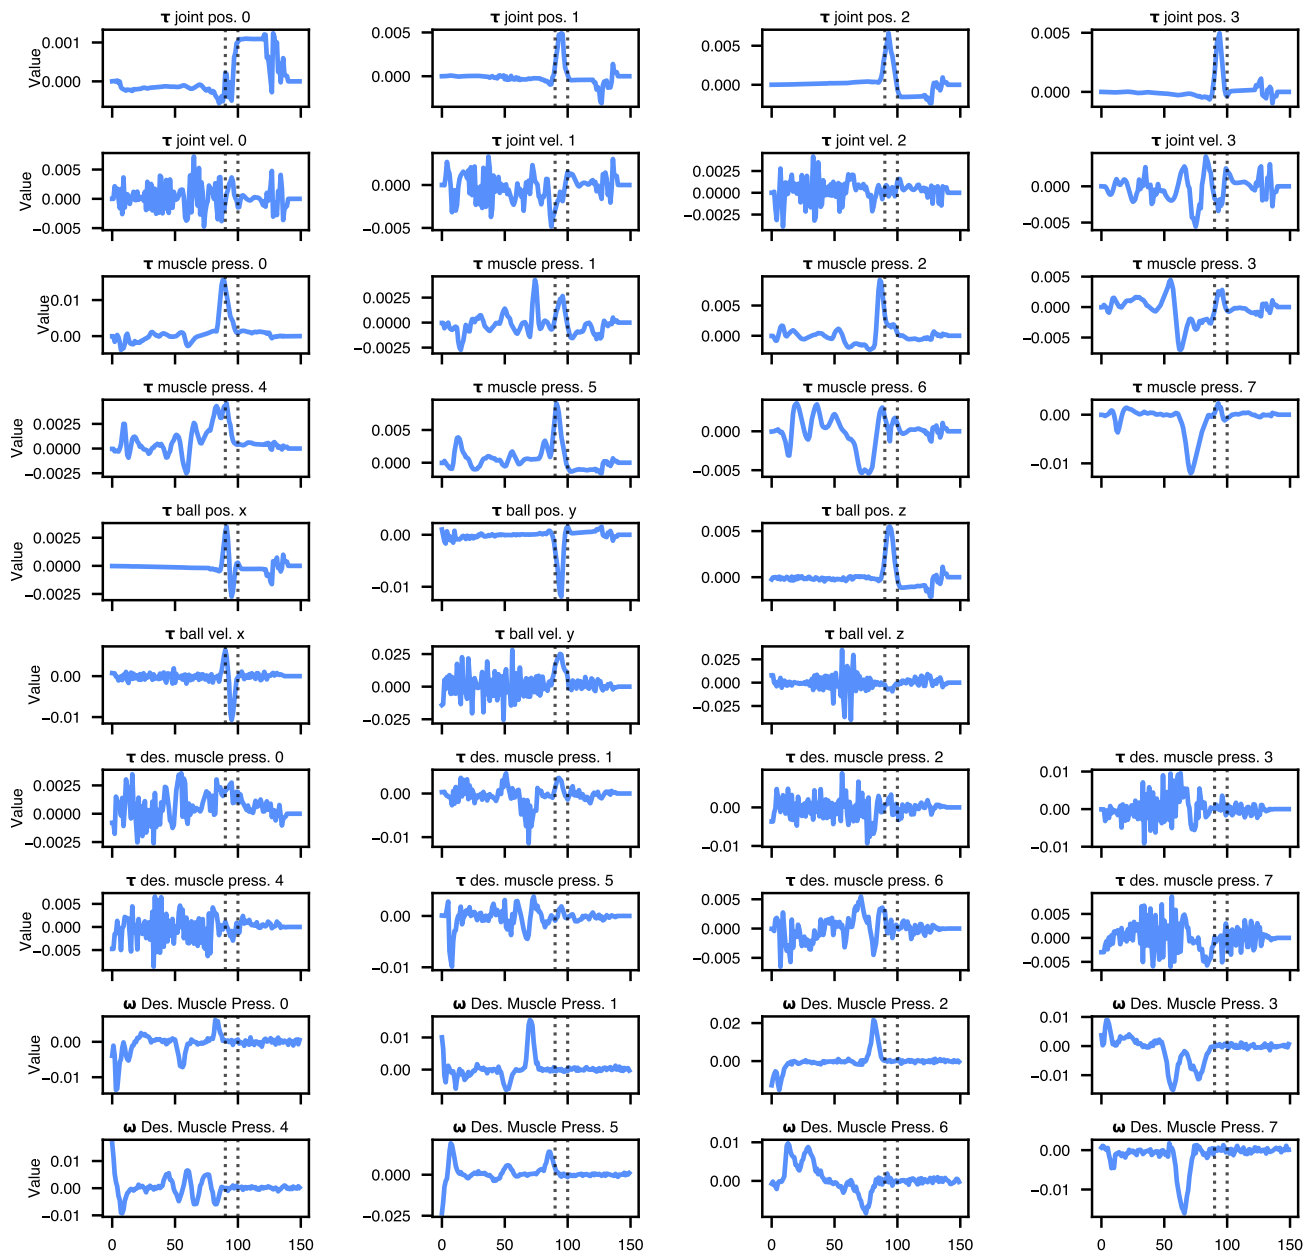 τ joint pos. 0
τ joint pos. 1
τ joint pos. 2
τ joint pos. 3
Value
0.001
0.000
0.005
0.000
0.005
0.000
0.005
0.000
τ joint vel. 0
τ joint vel. 1
τ joint vel. 2
τ joint vel. 3
0.005
0.000
−0.005
0.000
−0.005
0.0050
0.0025
0.000
−0.0025
0.000
−0.005
τ muscle press. 0
τ muscle press. 1
τ muscle press. 2
τ muscle press. 3
Value
0.01
0.00
0.0025
0.0000
−0.0025
0.005
0.000
0.005
0.000
−0.005
τ muscle press. 4
τ muscle press. 5
τ muscle press. 6
τ muscle press. 7
Value
0.0025
0.0000
−0.0025
0.005
0.000
0.000
−0.005
0.00
−0.01
τ ball pos. x
τ ball pos. y
τ ball pos. z
Value
0.0025
0.0000
−0.0025
0.00
−0.01
0.005
0.000
0 50 100 150
τ ball vel. x
τ ball vel. y
τ ball vel. z
Value
0.00
−0.01
0.025
0.000
−0.025
0.025
0.000
−0.025
τ des. muscle press. 0
τ des. muscle press. 1
τ des. muscle press. 2
τ des. muscle press. 3
Value
0.0025
0.0000
−0.0025
0.00
−0.01
0.00
−0.01
0.01
0.00
−0.01
τ des. muscle press. 4
τ des. muscle press. 5
τ des. muscle press. 6
τ des. muscle press. 7
Value
0.005
0.000
−0.005
0.00
−0.01
0.005
0.000
−0.005
0.005
0.000
−0.005
ω Des. Muscle Press. 0
ω Des. Muscle Press. 1
ω Des. Muscle Press. 2
ω Des. Muscle Press. 3
Value
0.00
−0.01
0.01
0.00
0.02
0.00
0.01
0.00
−0.01
ω Des. Muscle Press. 4
ω Des. Muscle Press. 5
ω Des. Muscle Press. 6
ω Des. Muscle Press. 7
Value
0.01
0.00
−0.01
0.000
−0.025
0.01
0.00
0.00
−0.01
0 50 100 150
0 50 100 150
0 50 100 150
0 50 100 150